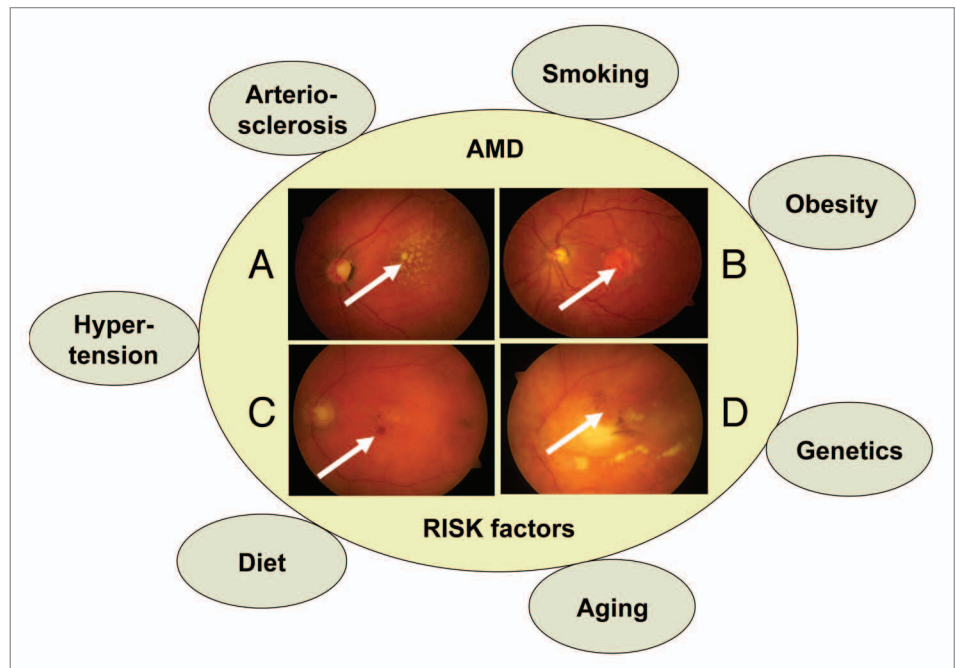 Smoking
Arterio-
sclerosis
AMD
Obesity
A
B
Hyper-
tension
C
D
Genetics
RISK factors
Diet
Aging